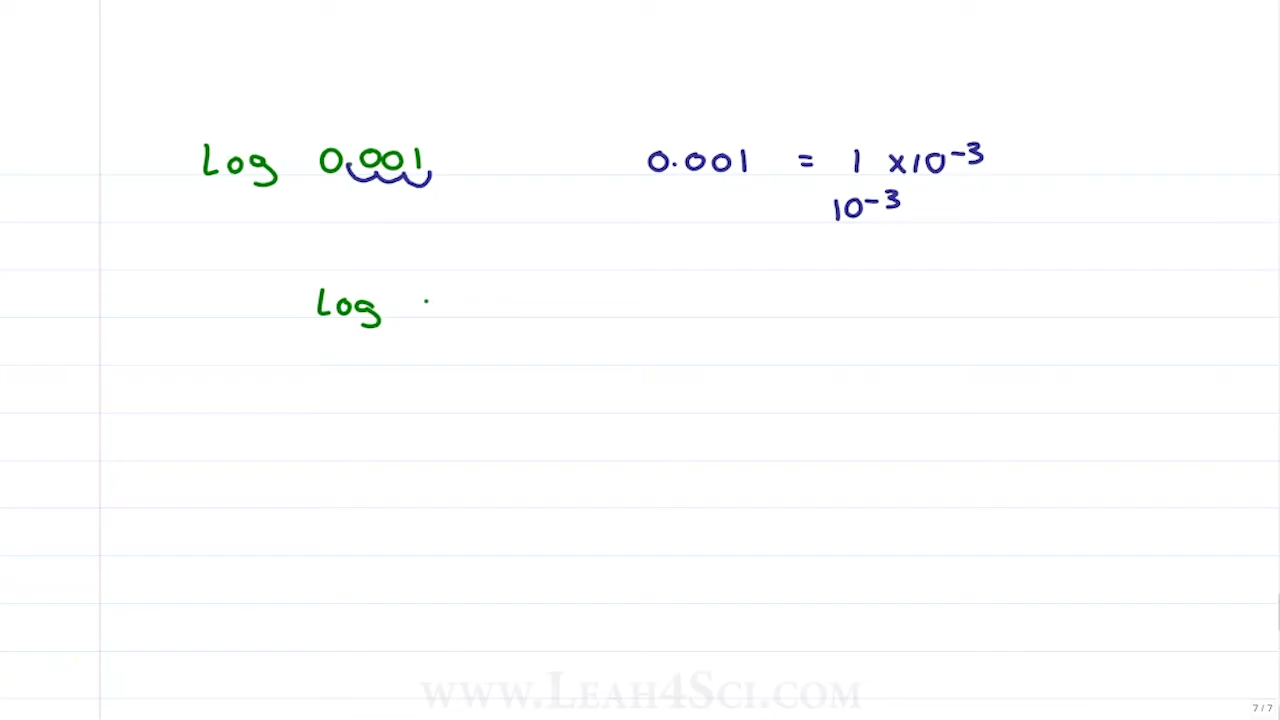 Log 0.001 0.001 = 1 x10⁻³
10⁻³
Log
www.Leah4Sci.com
7 / 7